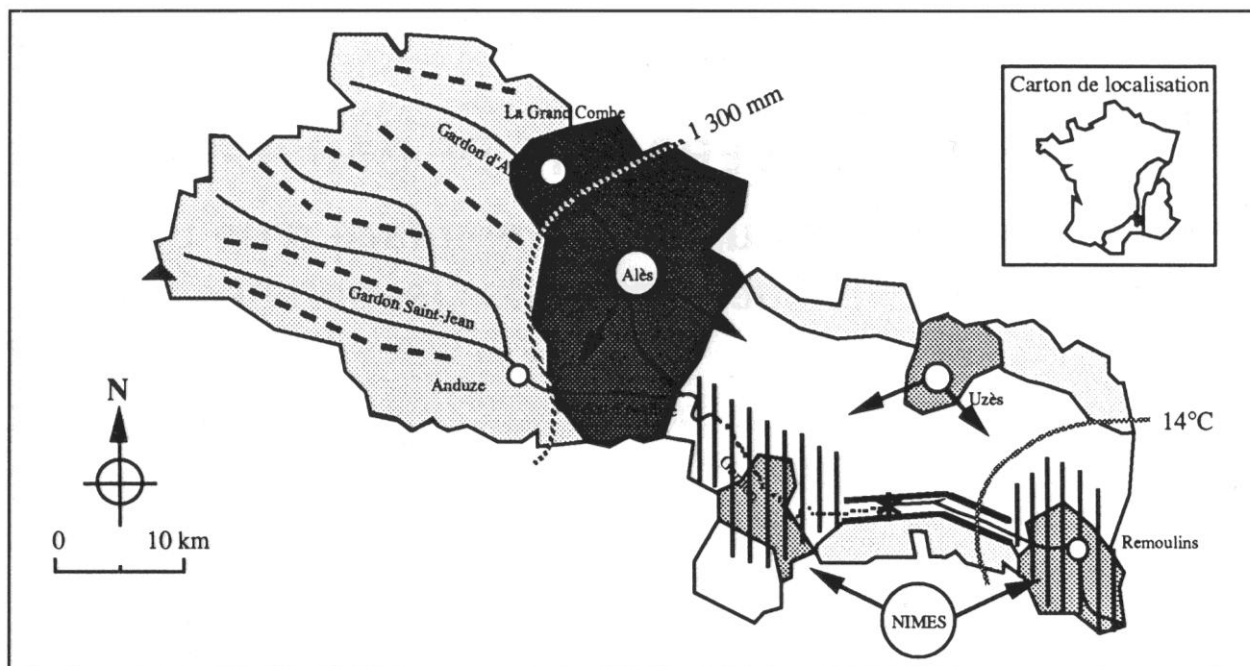 Carton de localisation
La Grand Combe
1 300 mm
Gardon d'A
Alès
Gardon Saint-Jean
Anduze
Uzès
14°C
N
0 10 km
Remoulins
NIMES